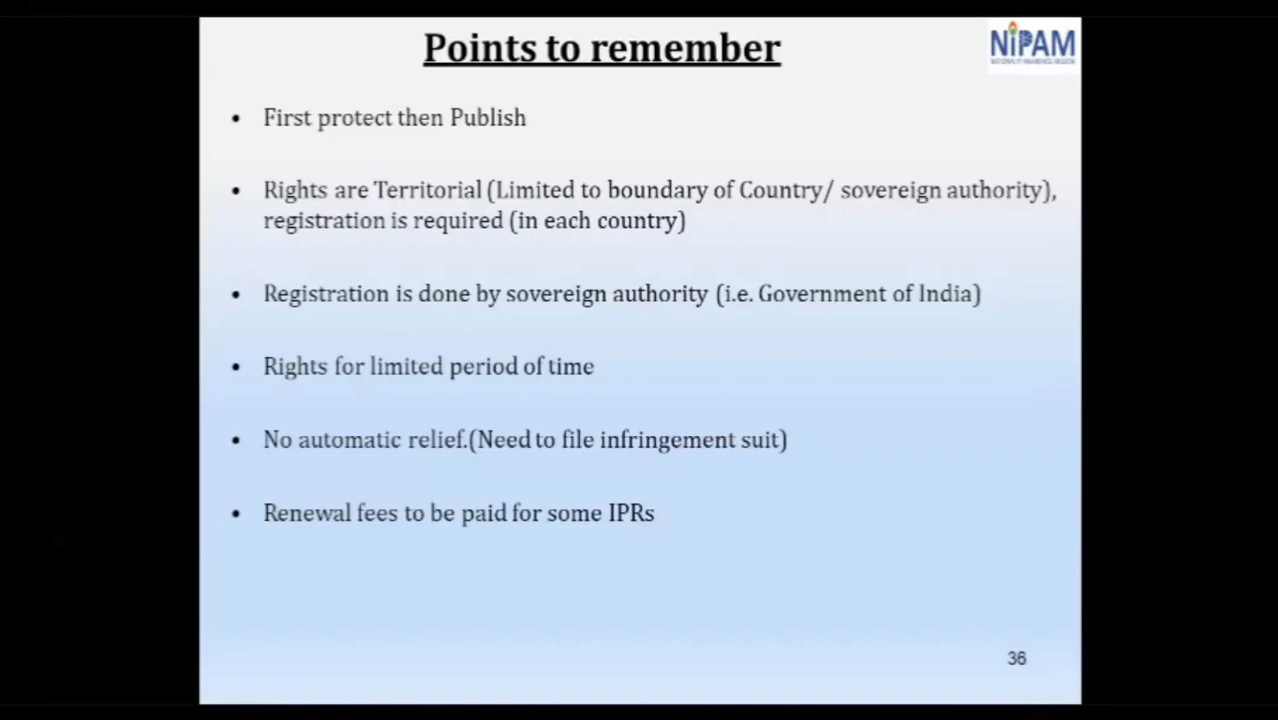 Points to remember
NiPAM
• First protect then Publish
• Rights are Territorial (Limited to boundary of Country/ sovereign authority),
registration is required (in each country)
• Registration is done by sovereign authority (i.e. Government of India)
• Rights for limited period of time
• No automatic relief.(Need to file infringement suit)
• Renewal fees to be paid for some IPRs
36